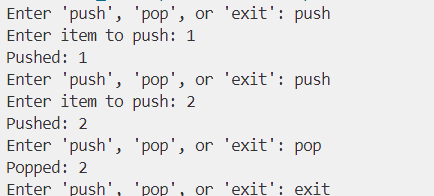 Enter 'push', 'pop', or 'exit': push
Enter item to push: 1
Pushed: 1
Enter 'push', 'pop', or 'exit': push
Enter item to push: 2
Pushed: 2
Enter 'push', 'pop', or 'exit': pop
Popped: 2
Enter 'push', 'pop', or 'exit': exit